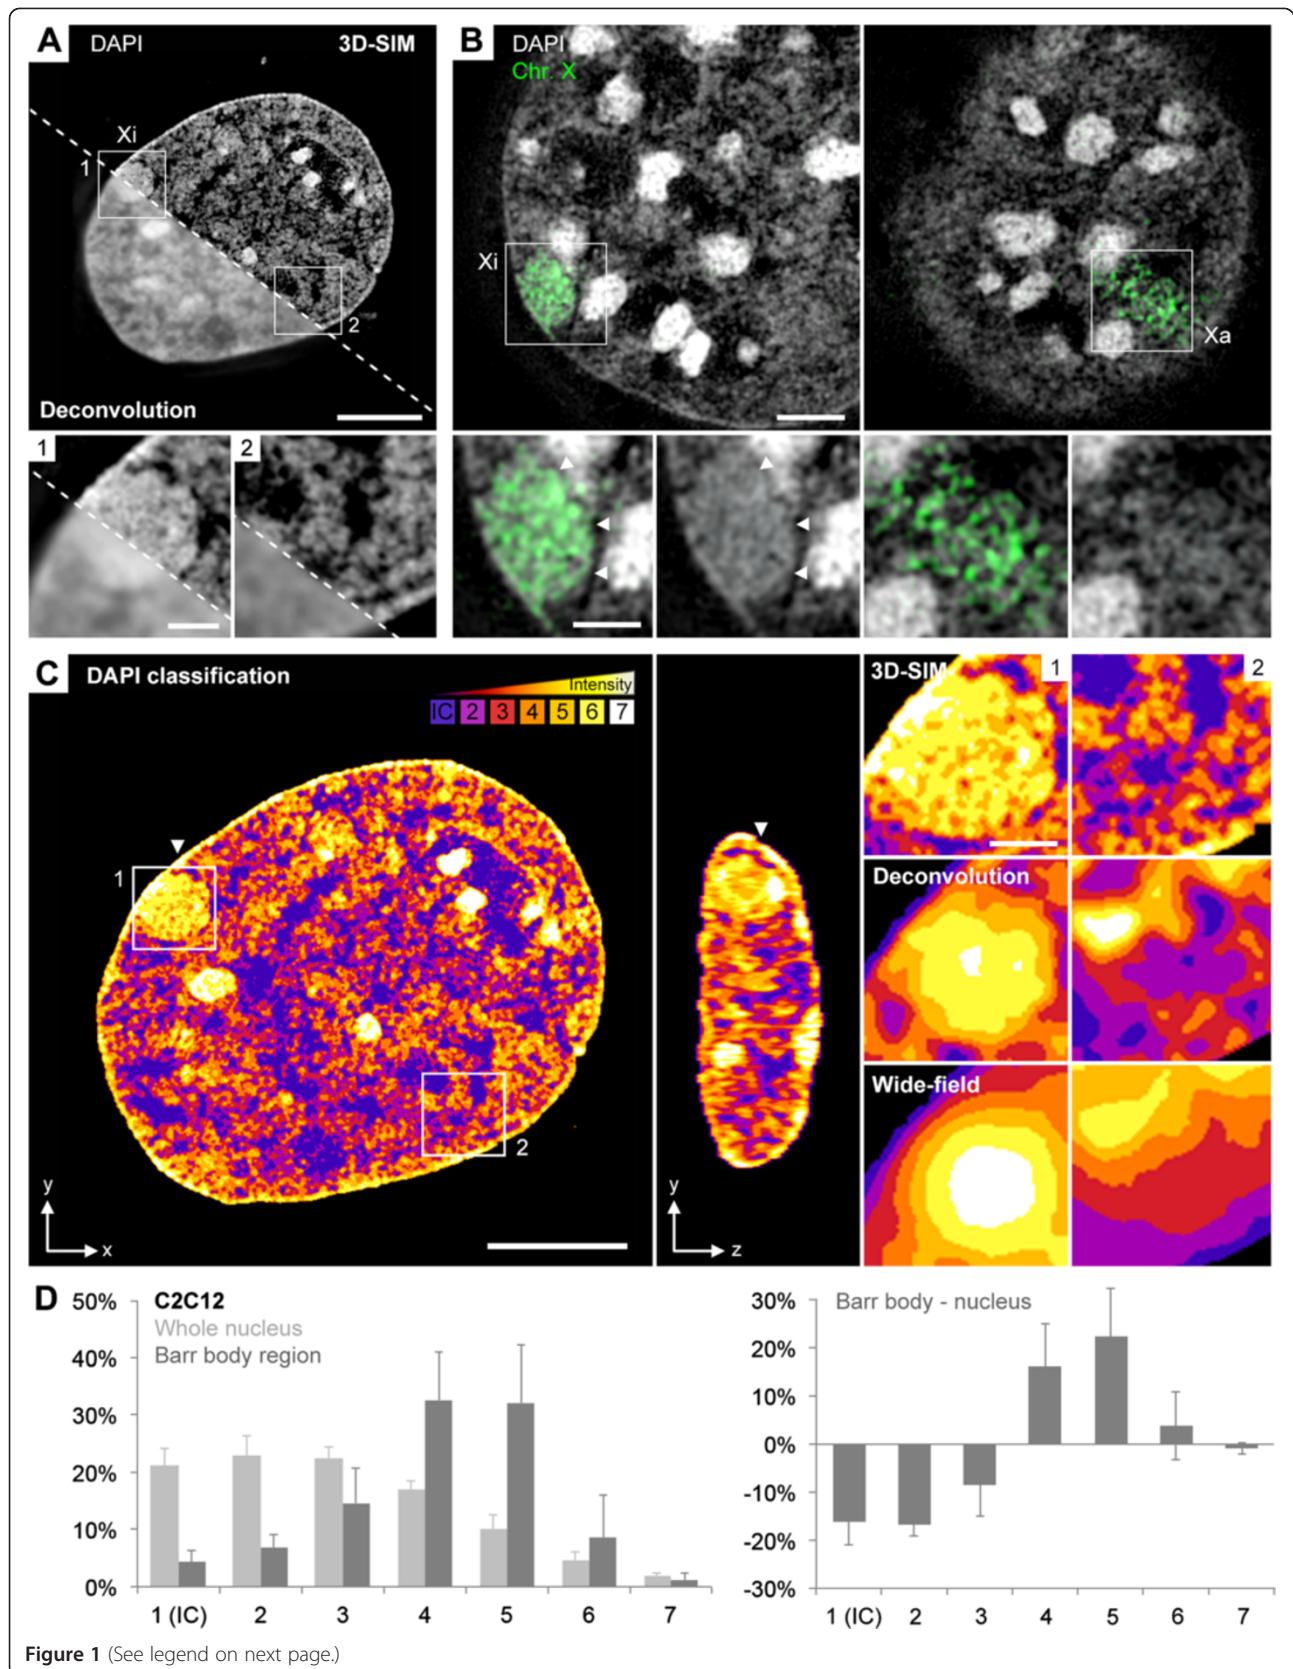 A DAPI 3D-SIM
Xi
1
2
Deconvolution
1 2
B DAPI
Chr. X
Xi
Xa
C DAPI classification
Intensity
IC 2 3 4 5 6 7
1
2
y
x
y
z
3D-SIM 1 2
Deconvolution
Wide-field
D C2C12
Whole nucleus
Barr body region
50%
40%
30%
20%
10%
0%
1 (IC) 2 3 4 5 6 7
Barr body - nucleus
30%
20%
10%
0%
-10%
-20%
-30%
1 (IC) 2 3 4 5 6 7
Figure 1 (See legend on next page.)